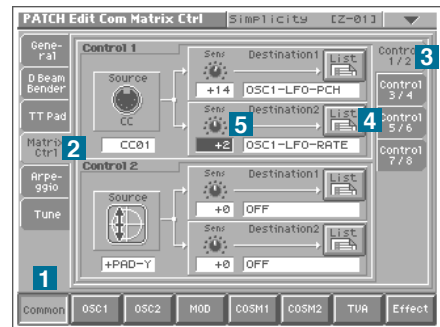 PATCH Edit Com Matrix Ctrl Simplicity [Z-01]
Gene-
ral
D Beam
Bender
TT Pad
Matrix
Ctrl
2
Arpe-
ggio
Tune
1
Control 1
Source
CC
CC01
Sens Destination1 List
+14 OSC1-LFO-PCH
5
Sens Destination2 List
4
+2 OSC1-LFO-RATE
Control 2
Source
+PAD-Y
Sens Destination1 List
+0 OFF
Sens Destination2 List
+0 OFF
Control
1/2
3
Control
3/4
Control
5/6
Control
7/8
Common OSC1 OSC2 MOD COSM1 COSM2 TVA Effect